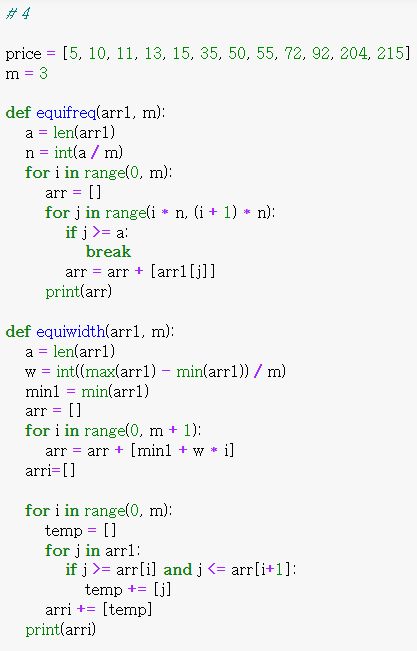 # 4
price = [5, 10, 11, 13, 15, 35, 50, 55, 72, 92, 204, 215]
m = 3
def equifreq(arr1, m):
    a = len(arr1)
    n = int(a / m)
    for i in range(0, m):
        arr = []
        for j in range(i * n, (i + 1) * n):
            if j >= a:
                break
            arr = arr + [arr1[j]]
        print(arr)
def equiwidth(arr1, m):
    a = len(arr1)
    w = int((max(arr1) - min(arr1)) / m)
    min1 = min(arr1)
    arr = []
    for i in range(0, m + 1):
        arr = arr + [min1 + w * i]
    arri=[]
    for i in range(0, m):
        temp = []
        for j in arr1:
            if j >= arr[i] and j <= arr[i+1]:
                temp += [j]
        arri += [temp]
    print(arri)